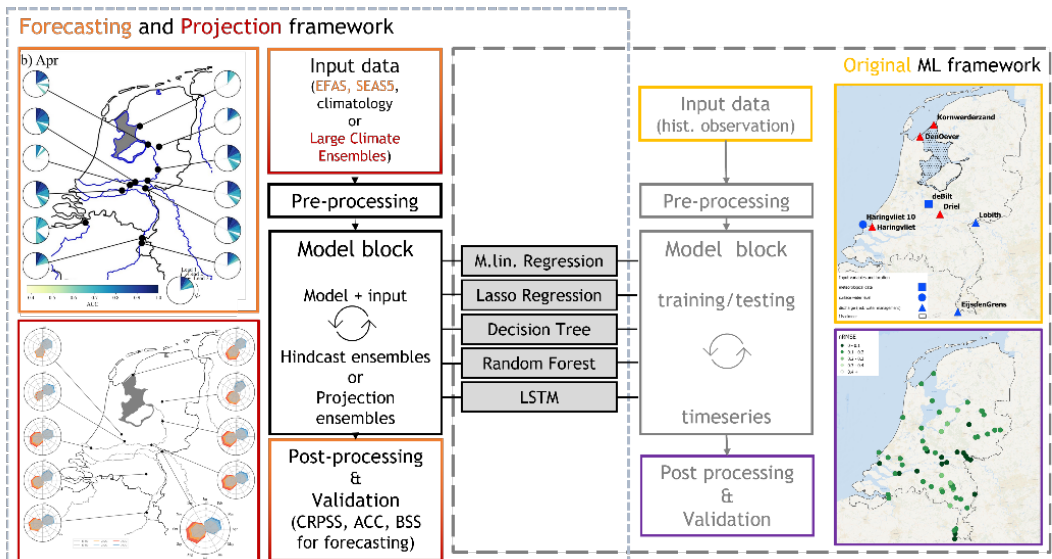 Forecasting and Projection framework
b) Apr
ACC
Input data
(EFAS, SEAS5,
climatology
or
Large Climate
Ensembles)
Pre-processing
Model block
Model + input
Hindcast ensembles
or
Projection
ensembles
Post-processing
&
Validation
(CRPSS, ACC, BSS
for forecasting)
M.lin. Regression
Lasso Regression
Decision Tree
Random Forest
LSTM
Original ML framework
Input data
(hist. observation)
Pre-processing
Model block
training/testing
timeseries
Post processing
&
Validation
Kornwerderzand
DenOever
deBilt
Driel
Lobith
Haringvliet 10
Haringvliet
EijsdenGrens
nRMSE